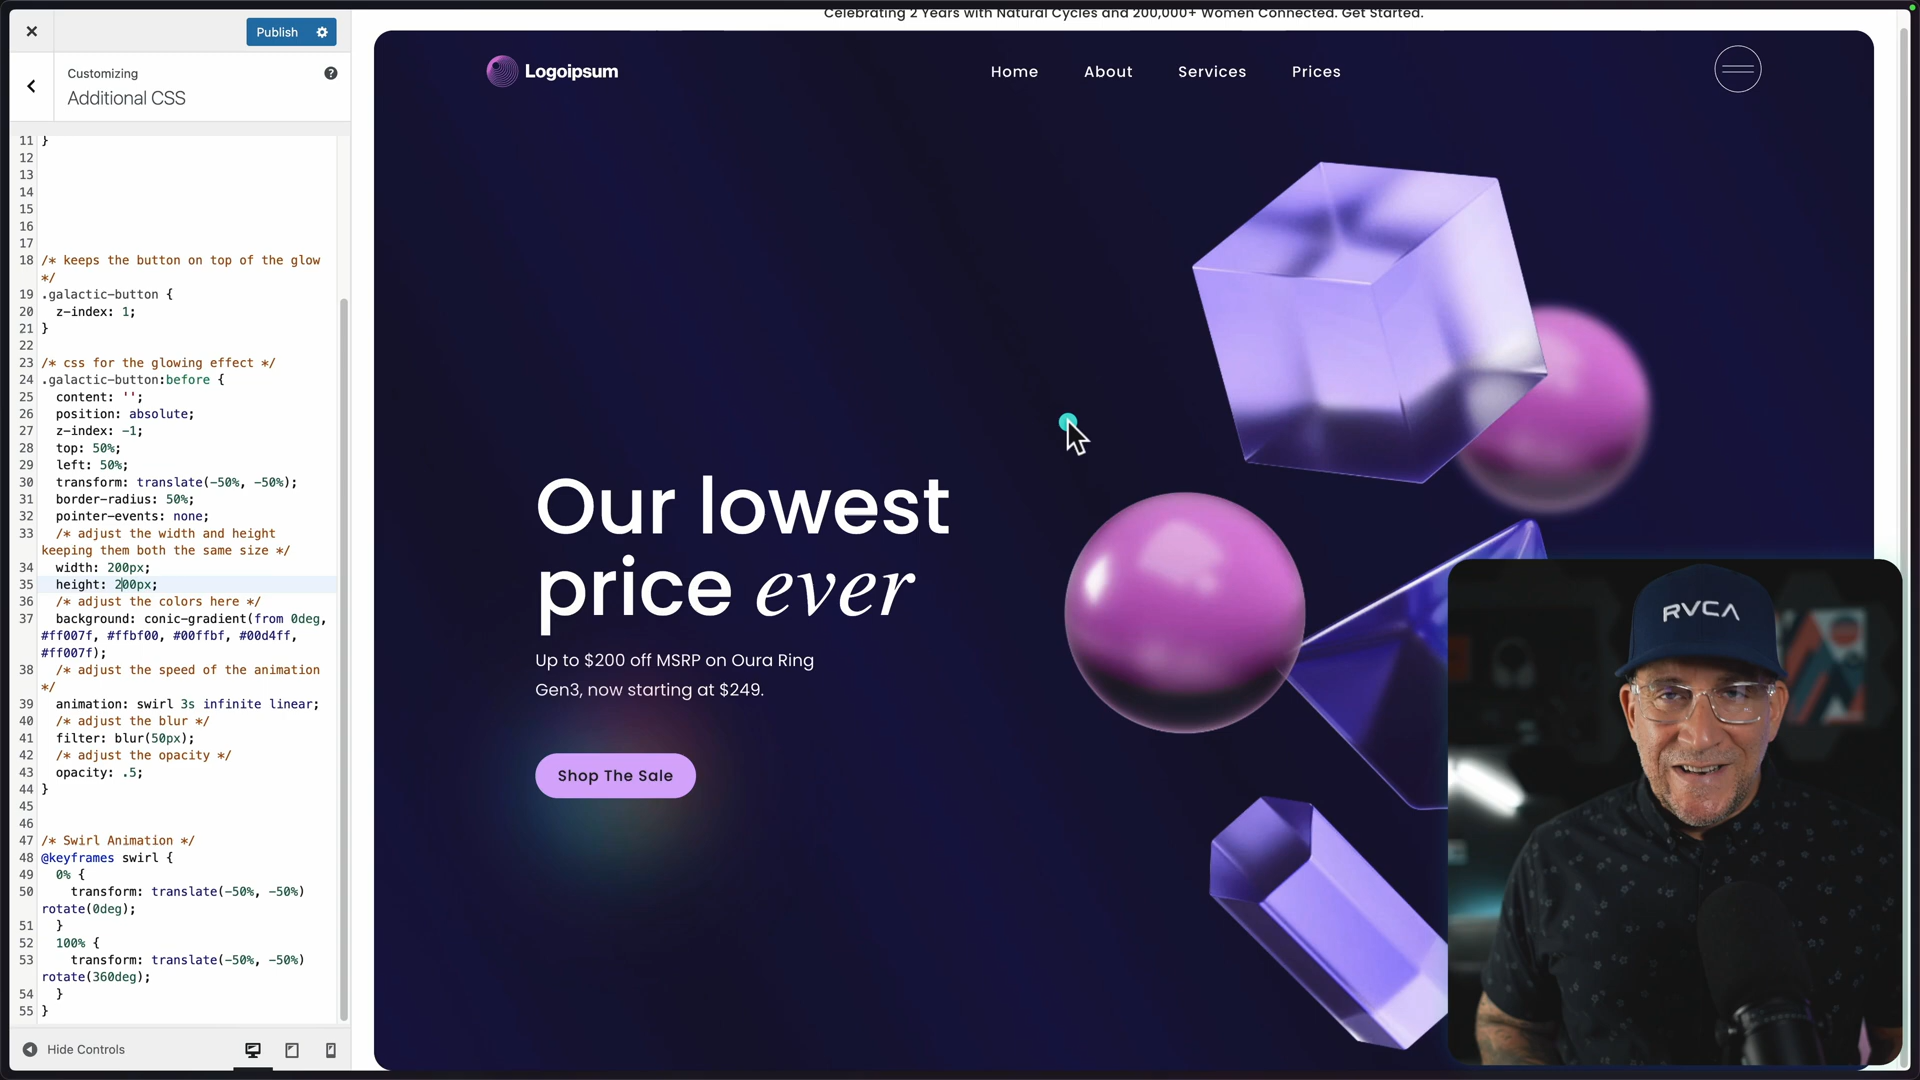 Publish
Customizing
Additional CSS
11 }
12
13
14
15
16
17
18 /* keeps the button on top of the glow
*/
19 .galactic-button {
20 z-index: 1;
21 }
22
23 /* css for the glowing effect */
24 .galactic-button:before {
25 content: '';
26 position: absolute;
27 z-index: -1;
28 top: 50%;
29 left: 50%;
30 transform: translate(-50%, -50%);
31 border-radius: 50%;
32 pointer-events: none;
33 /* adjust the width and height
keeping them both the same size */
34 width: 200px;
35 height: 200px;
36 /* adjust the colors here */
37 background: conic-gradient(from 0deg,
#ff007f, #ffbf00, #00ffbf, #00d4ff,
#ff007f);
38 /* adjust the speed of the animation
*/
39 animation: swirl 3s infinite linear;
40 /* adjust the blur */
41 filter: blur(50px);
42 /* adjust the opacity */
43 opacity: .5;
44 }
45
46
47 /* Swirl Animation */
48 @keyframes swirl {
49 0% {
50 transform: translate(-50%, -50%)
rotate(0deg);
51 }
52 100% {
53 transform: translate(-50%, -50%)
rotate(360deg);
54 }
55 }
Hide Controls
Celebrating 2 Years with Natural Cycles and 200,000+ Women Connected. Get Started.
Logoipsum
Home About Services Prices
Our lowest
price ever
Up to $200 off MSRP on Oura Ring
Gen3, now starting at $249.
Shop The Sale
RVCA